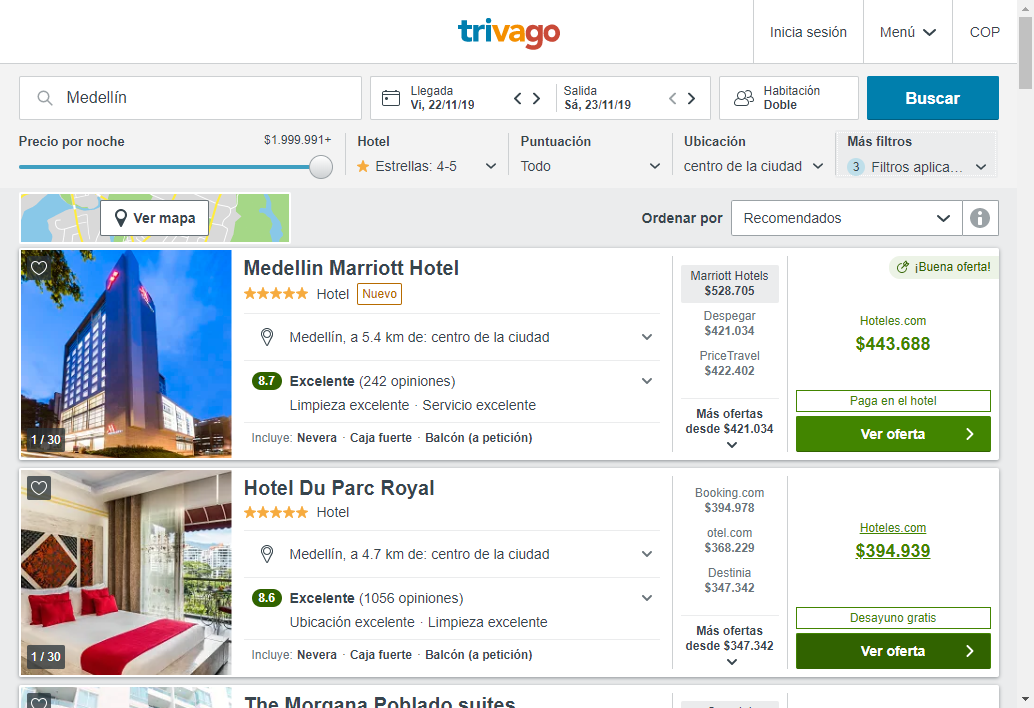 trivago
Inicia sesión
Menú
COP
Medellín
Llegada
Vi, 22/11/19
Salida
Sá, 23/11/19
Habitación
Doble
Buscar
Precio por noche
$1.999.991+
Hotel
Estrellas: 4-5
Puntuación
Todo
Ubicación
centro de la ciudad
Más filtros
3 Filtros aplica...
Ver mapa
Ordenar por
Recomendados
Medellin Marriott Hotel
Hotel Nuevo
Medellín, a 5.4 km de: centro de la ciudad
8.7 Excelente (242 opiniones)
Limpieza excelente · Servicio excelente
Incluye: Nevera · Caja fuerte · Balcón (a petición)
1 / 30
Marriott Hotels
$528.705
Despegar
$421.034
PriceTravel
$422.402
Más ofertas
desde $421.034
¡Buena oferta!
Hoteles.com
$443.688
Paga en el hotel
Ver oferta
Hotel Du Parc Royal
Hotel
Medellín, a 4.7 km de: centro de la ciudad
8.6 Excelente (1056 opiniones)
Ubicación excelente · Limpieza excelente
Incluye: Nevera · Caja fuerte · Balcón (a petición)
1 / 30
Booking.com
$394.978
otel.com
$368.229
Destinia
$347.342
Más ofertas
desde $347.342
Hoteles.com
$394.939
Desayuno gratis
Ver oferta
The Morgana Poblado suites